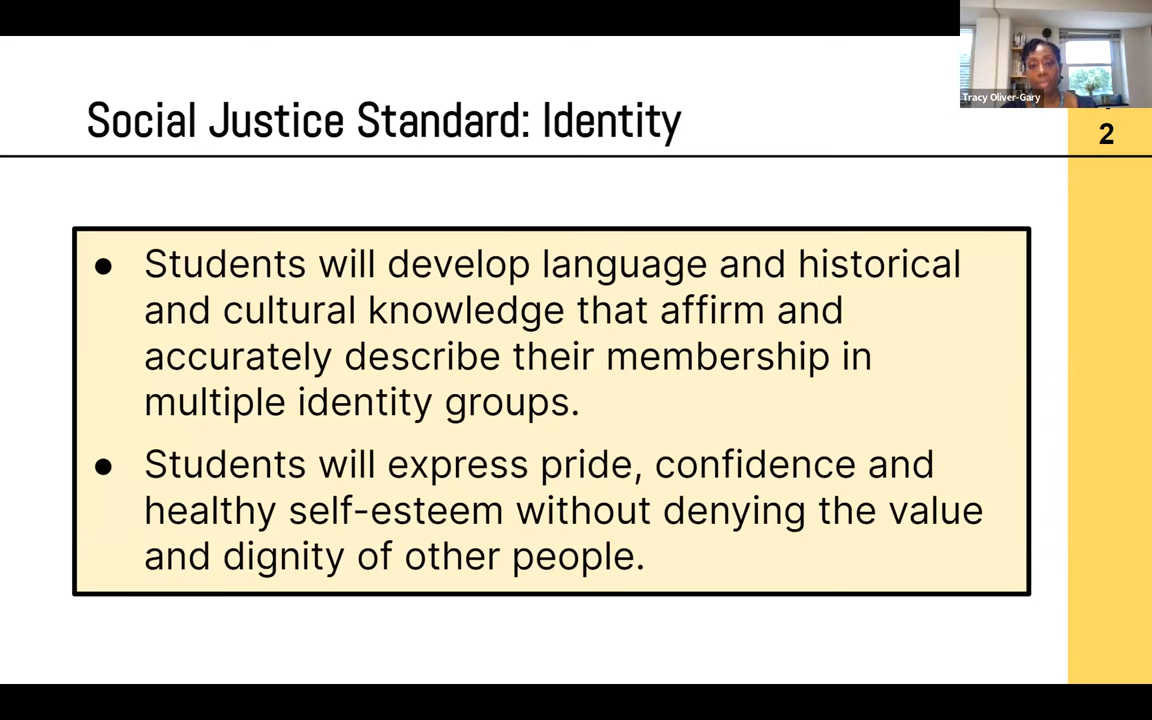 Tracy Oliver-Gary
Social Justice Standard: Identity
2
● Students will develop language and historical
and cultural knowledge that affirm and
accurately describe their membership in
multiple identity groups.
● Students will express pride, confidence and
healthy self-esteem without denying the value
and dignity of other people.